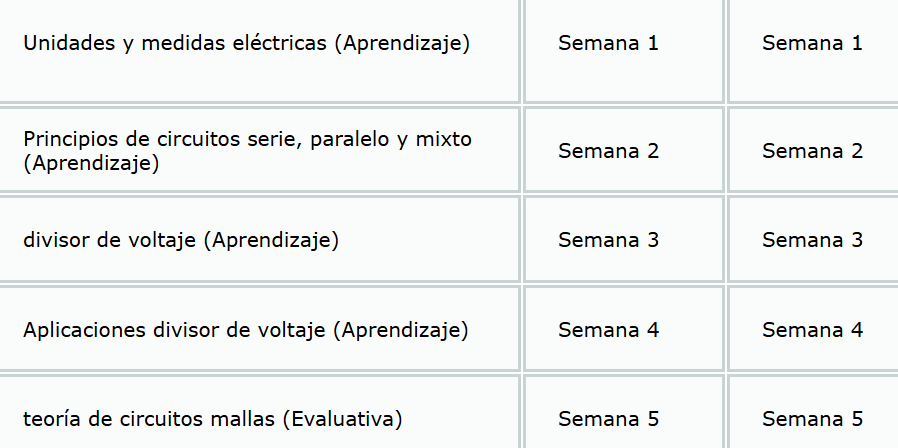 Unidades y medidas eléctricas (Aprendizaje) Semana 1 Semana 1
Principios de circuitos serie, paralelo y mixto
(Aprendizaje) Semana 2 Semana 2
divisor de voltaje (Aprendizaje) Semana 3 Semana 3
Aplicaciones divisor de voltaje (Aprendizaje) Semana 4 Semana 4
teoría de circuitos mallas (Evaluativa) Semana 5 Semana 5